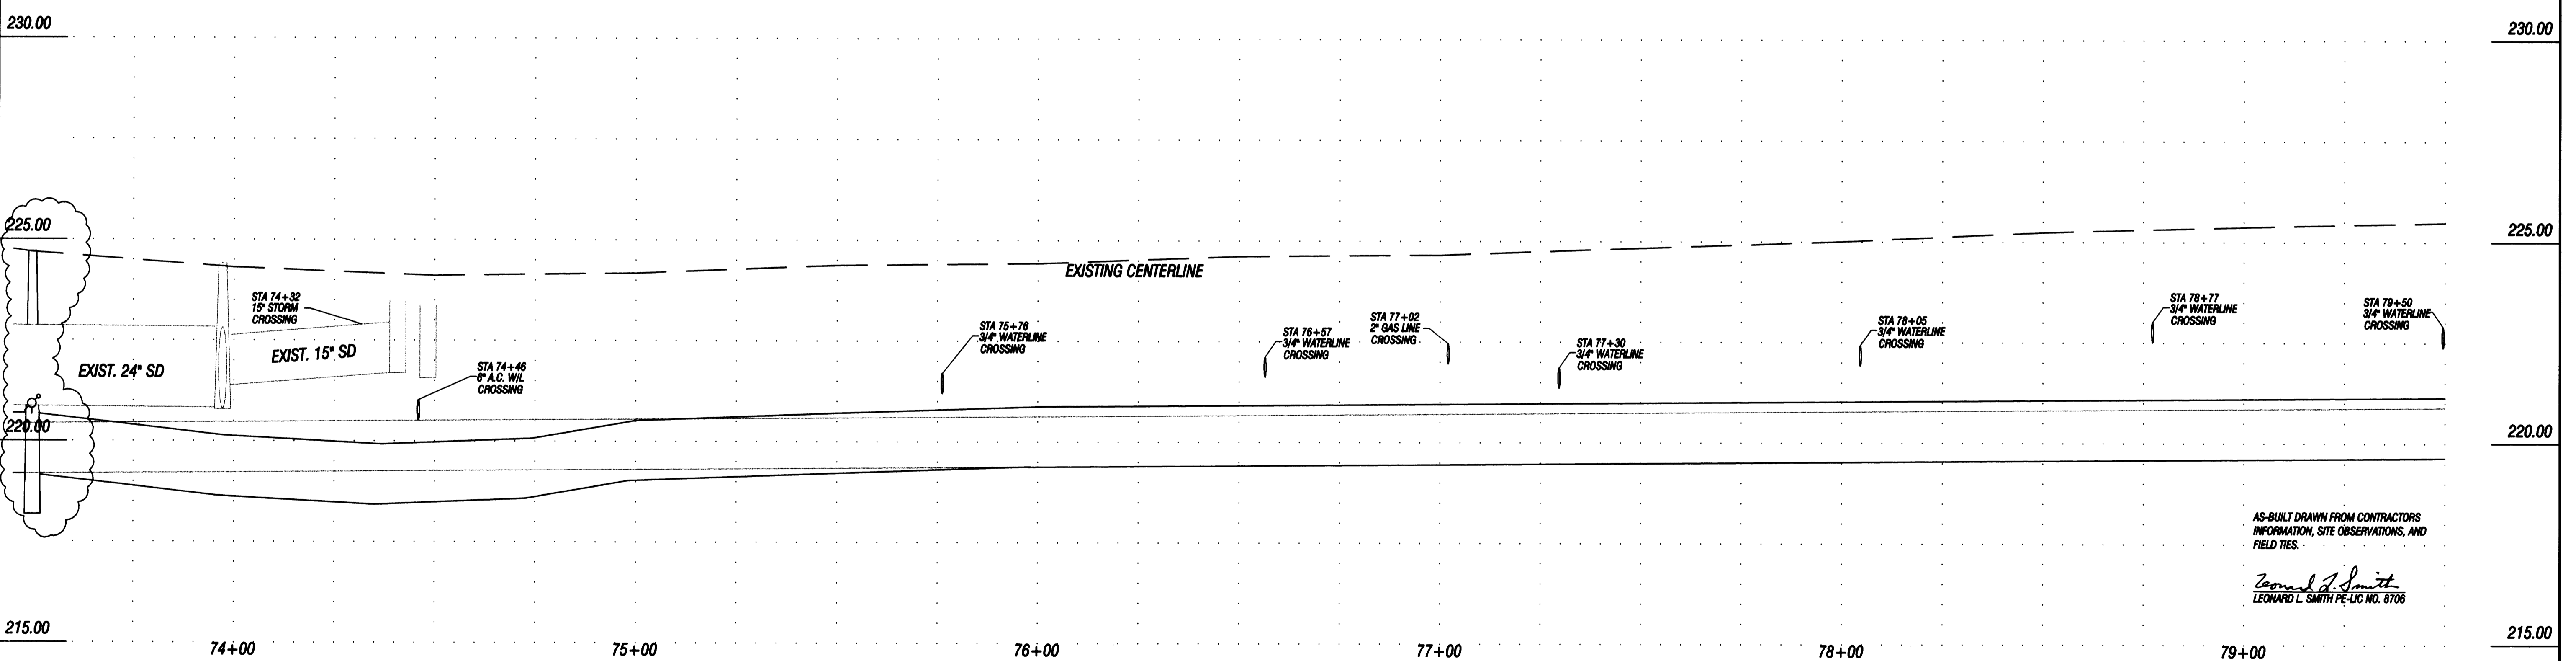 230.00
230.00
225.00
225.00
EXISTING CENTERLINE
STA 74+32
15" STORM
CROSSING
EXIST. 24" SD
EXIST. 15" SD
STA 74+46
6" A.C. W/L
CROSSING
STA 75+76
3/4" WATERLINE
CROSSING
STA 76+57
3/4" WATERLINE
CROSSING
STA 77+02
2" GAS LINE
CROSSING
STA 77+30
3/4" WATERLINE
CROSSING
STA 78+05
3/4" WATERLINE
CROSSING
STA 78+77
3/4" WATERLINE
CROSSING
STA 79+50
3/4" WATERLINE
CROSSING
220.00
220.00
AS-BUILT DRAWN FROM CONTRACTORS
INFORMATION, SITE OBSERVATIONS, AND
FIELD TIES.
Leonard L. Smith
LEONARD L. SMITH PE-LIC NO. 8706
215.00
215.00
74+00
75+00
76+00
77+00
78+00
79+00